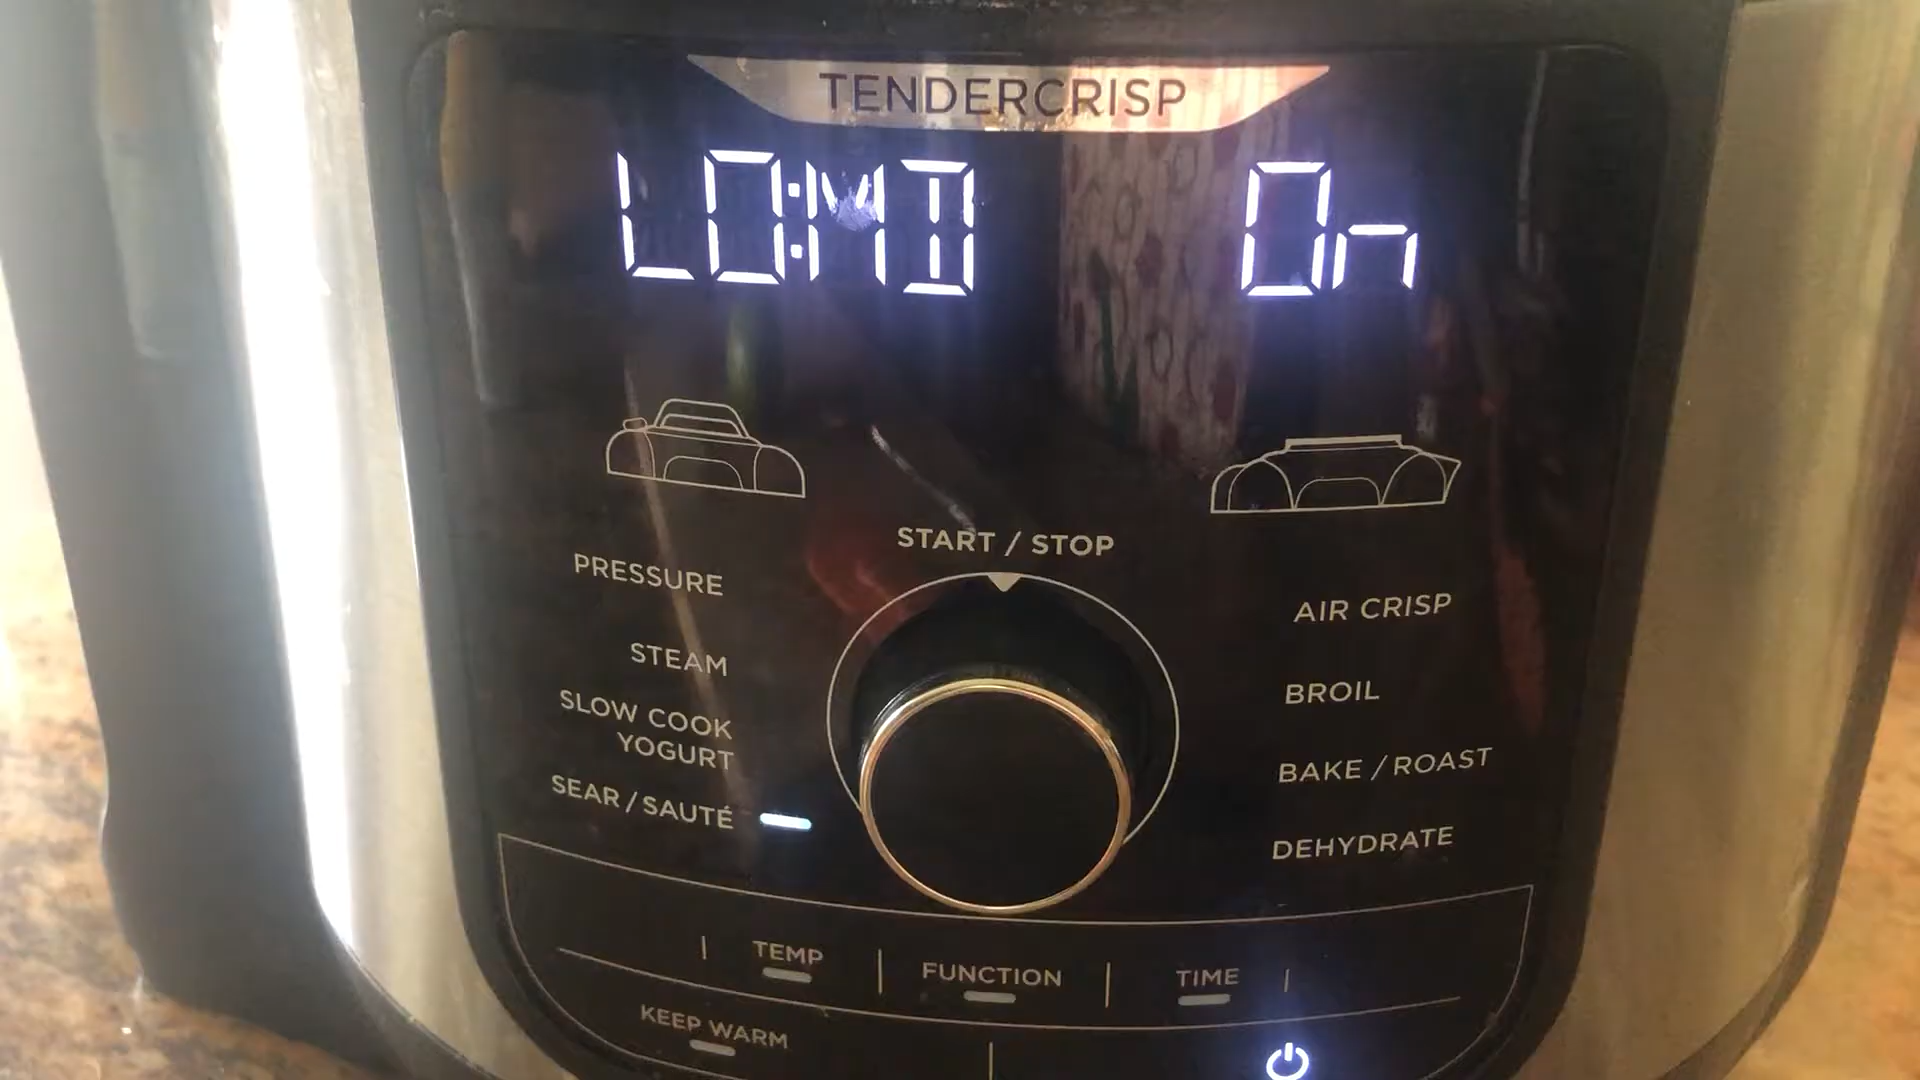 TENDERCRISP
LO:MD On
START / STOP
PRESSURE
STEAM
SLOW COOK
YOGURT
SEAR / SAUTÉ
AIR CRISP
BROIL
BAKE / ROAST
DEHYDRATE
TEMP
FUNCTION
TIME
KEEP WARM